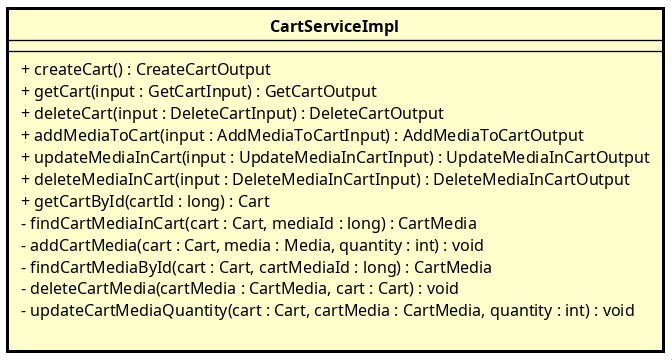 CartServiceImpl
+ createCart() : CreateCartOutput
+ getCart(input : GetCartInput) : GetCartOutput
+ deleteCart(input : DeleteCartInput) : DeleteCartOutput
+ addMediaToCart(input : AddMediaToCartInput) : AddMediaToCartOutput
+ updateMediaInCart(input : UpdateMediaInCartInput) : UpdateMediaInCartOutput
+ deleteMediaInCart(input : DeleteMediaInCartInput) : DeleteMediaInCartOutput
+ getCartById(cartId : long) : Cart
- findCartMediaInCart(cart : Cart, mediaId : long) : CartMedia
- addCartMedia(cart : Cart, media : Media, quantity : int) : void
- findCartMediaById(cart : Cart, cartMediaId : long) : CartMedia
- deleteCartMedia(cartMedia : CartMedia, cart : Cart) : void
- updateCartMediaQuantity(cart : Cart, cartMedia : CartMedia, quantity : int) : void